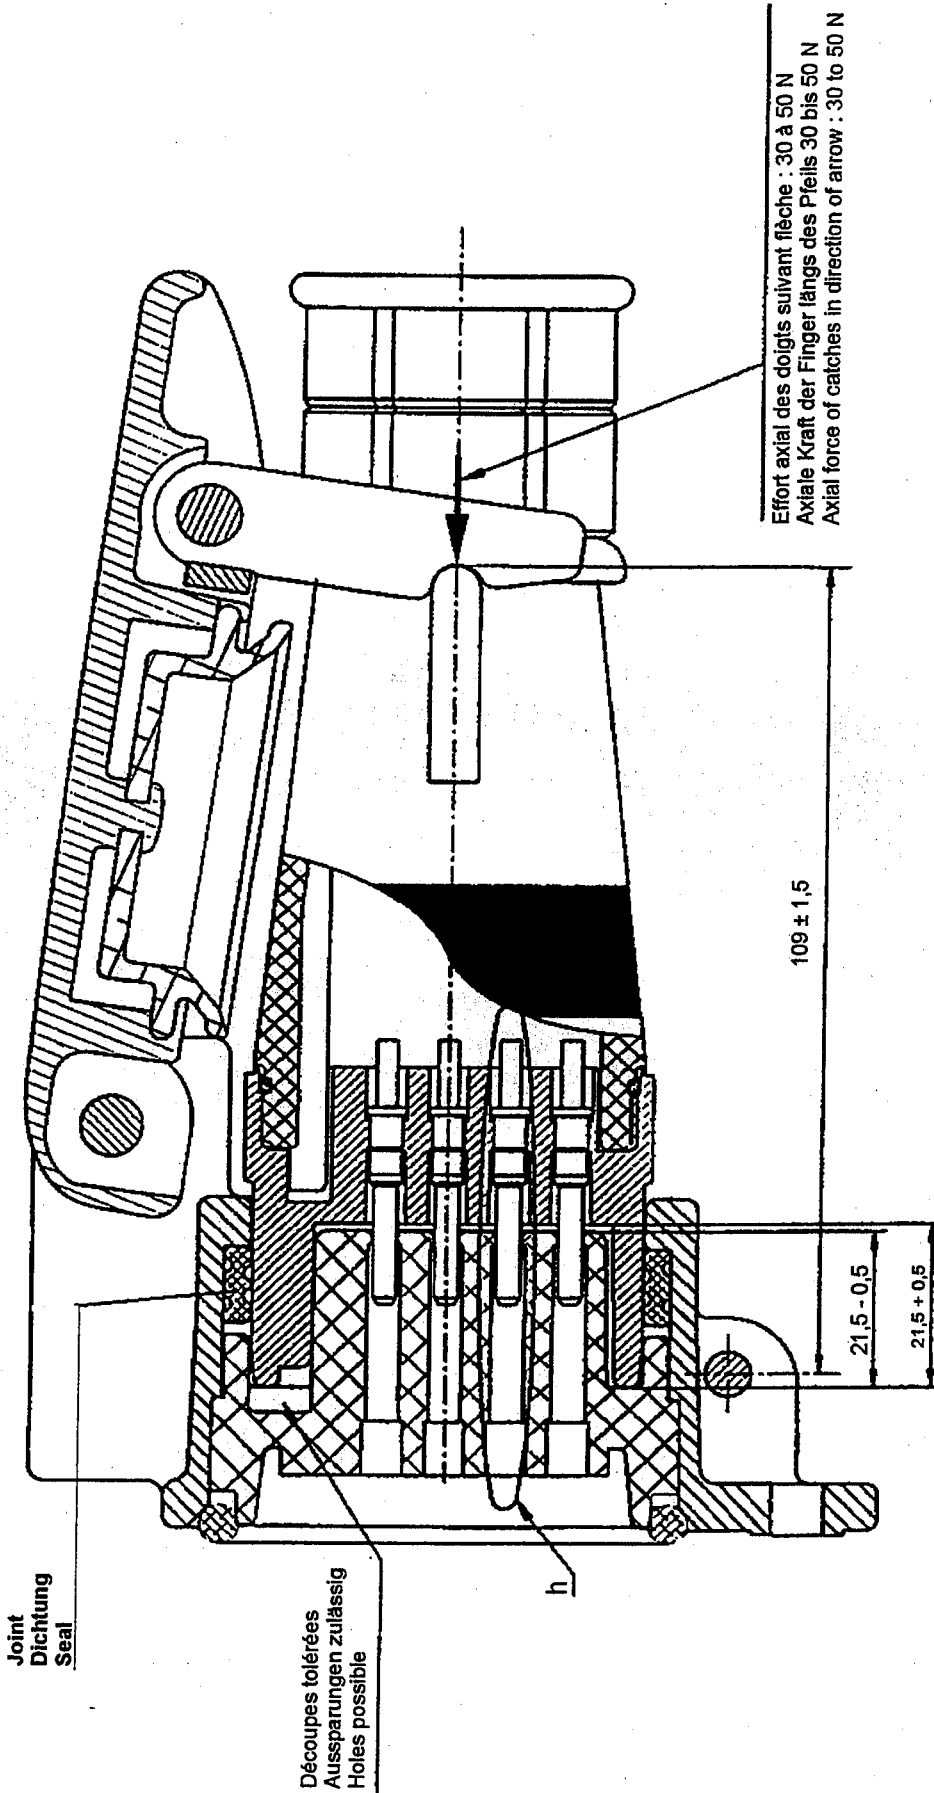 Joint
Dichtung
Seal
Découpes tolérées
Aussparungen zulässig
Holes possible
h
Effort axial des doigts suivant flèche : 30 à 50 N
Axiale Kraft der Finger längs des Pfeils 30 bis 50 N
Axial force of catches in direction of arrow : 30 to 50 N
109 ± 1,5
21,5 - 0,5
21,5 + 0,5